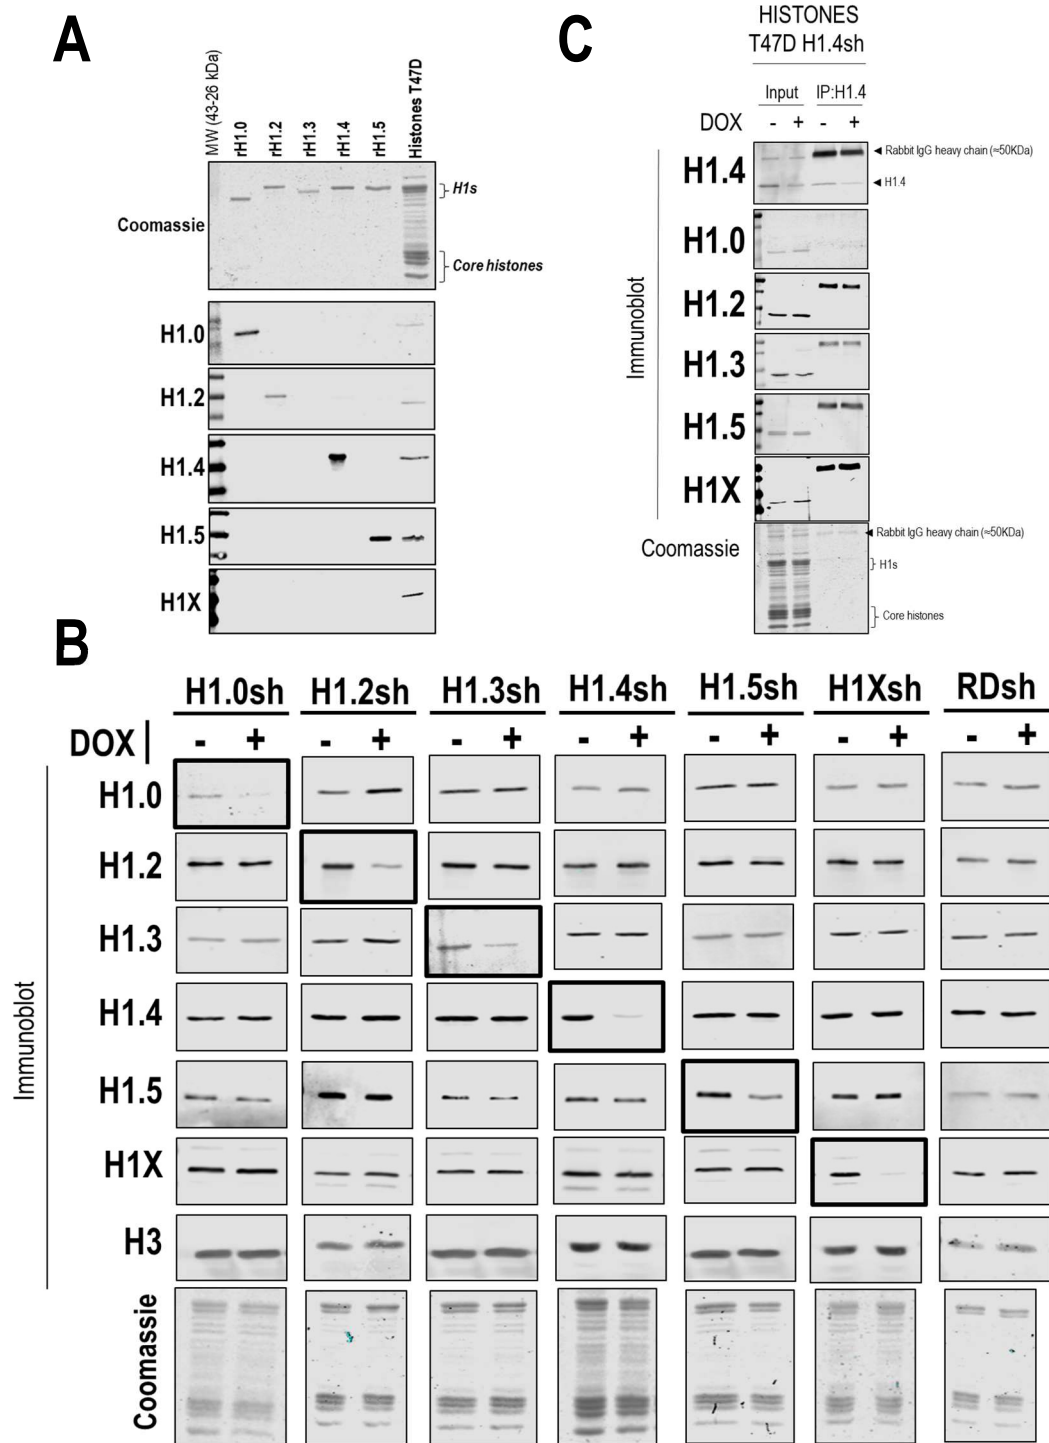 A
MW (43-26 kDa)
rH1.0
rH1.2
rH1.3
rH1.4
rH1.5
Histones T47D
Coomassie
H1s
Core histones
H1.0
H1.2
H1.4
H1.5
H1X
C
HISTONES
T47D H1.4sh
Input IP:H1.4
DOX - + - +
H1.4
Rabbit IgG heavy chain (≈50KDa)
H1.4
H1.0
H1.2
H1.3
H1.5
H1X
Immunoblot
Coomassie
Rabbit IgG heavy chain (≈50KDa)
H1s
Core histones
B
H1.0sh H1.2sh H1.3sh H1.4sh H1.5sh H1Xsh RDsh
DOX - + - + - + - + - + - + - +
Immunoblot
H1.0
H1.2
H1.3
H1.4
H1.5
H1X
H3
Coomassie